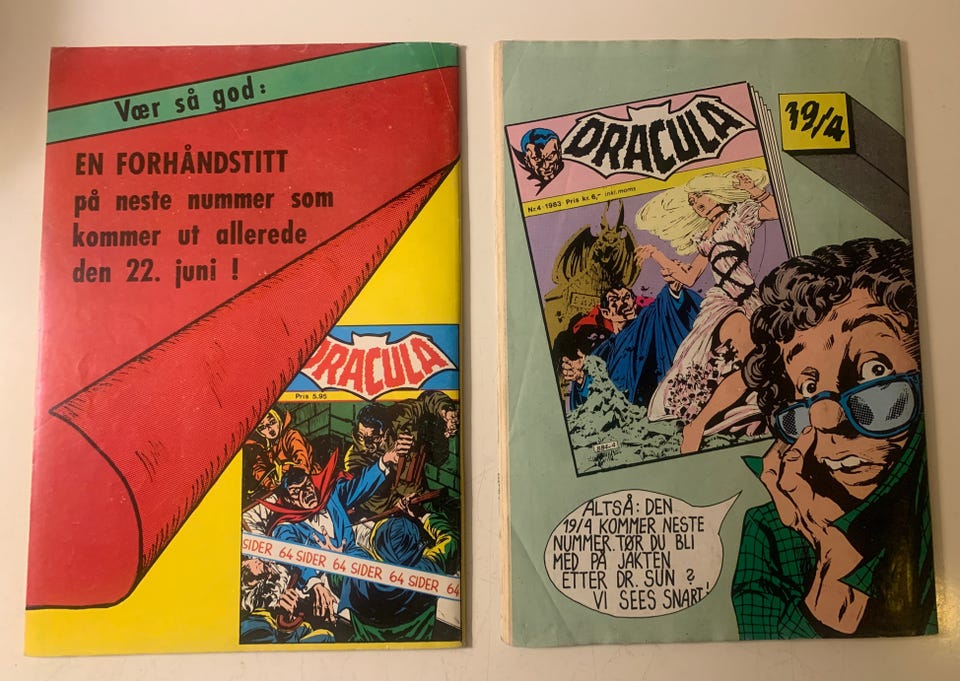 Vær så god:
EN FORHÅNDSTITT
på neste nummer som
kommer ut allerede
den 22. juni !
DRACULA
Pris 5.95
SIDER 64 SIDER 64 SIDER 64 SIDER 64
DRACULA
Nr. 4 · 1983 · Pris kr. 6,- inkl. moms
19/4
884-4
ALTSÅ: DEN
19/4 KOMMER NESTE
NUMMER. TØR DU BLI
MED PÅ JAKTEN
ETTER DR. SUN ?
VI SEES SNART!